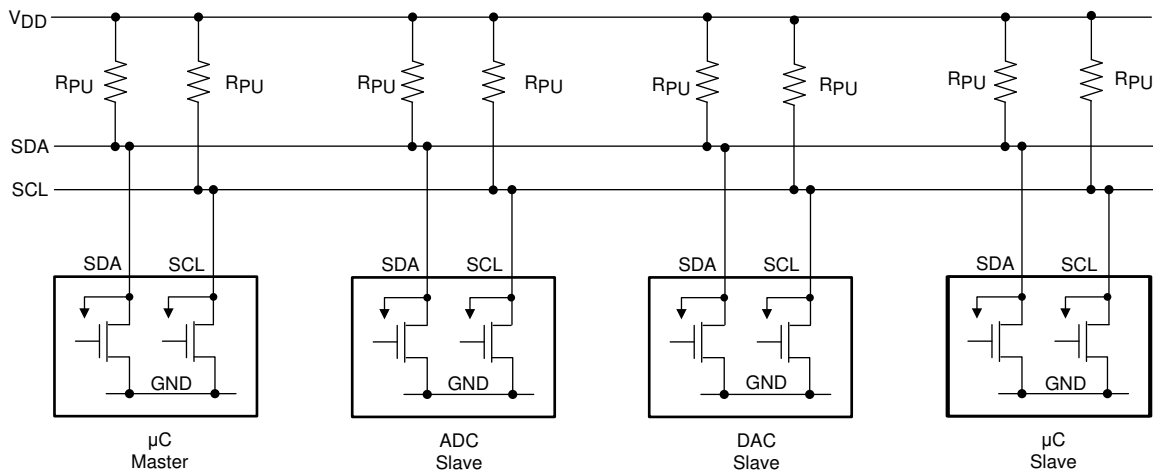 VDD
RPU RPU RPU RPU RPU RPU RPU RPU
SDA
SCL
SDA SCL SDA SCL SDA SCL SDA SCL
GND GND GND GND
µC
Master
ADC
Slave
DAC
Slave
µC
Slave